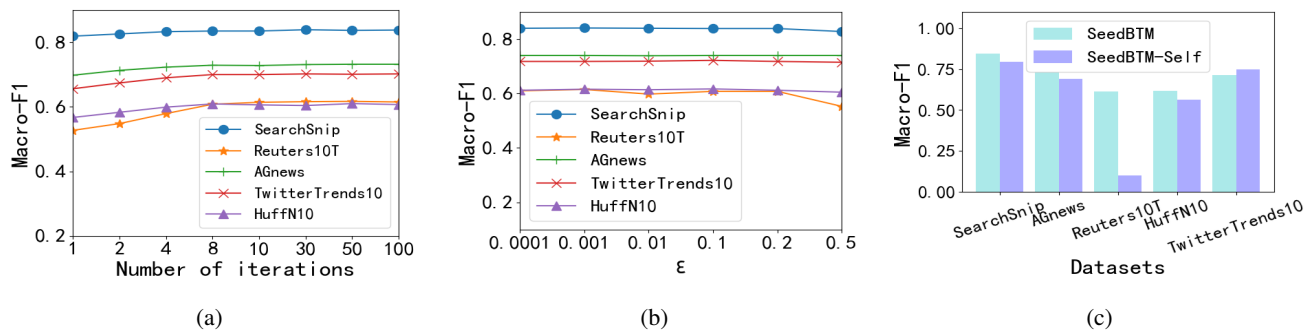 0.8
0.6
0.4
0.2
Macro-F1
SearchSnip
Reuters10T
AGnews
TwitterTrends10
HuffN10
1 2 4 8 10 30 50 100
Number of iterations
(a)
0.8
0.6
0.4
0.2
Macro-F1
SearchSnip
Reuters10T
AGnews
TwitterTrends10
HuffN10
0.0001 0.001 0.01 0.1 0.2 0.5
ε
(b)
1.00
0.75
0.50
0.25
0.00
Macro-F1
SeedBTM
SeedBTM-Self
SearchSnip
AGnews
Reuters10T
HuffN10
TwitterTrends10
Datasets
(c)